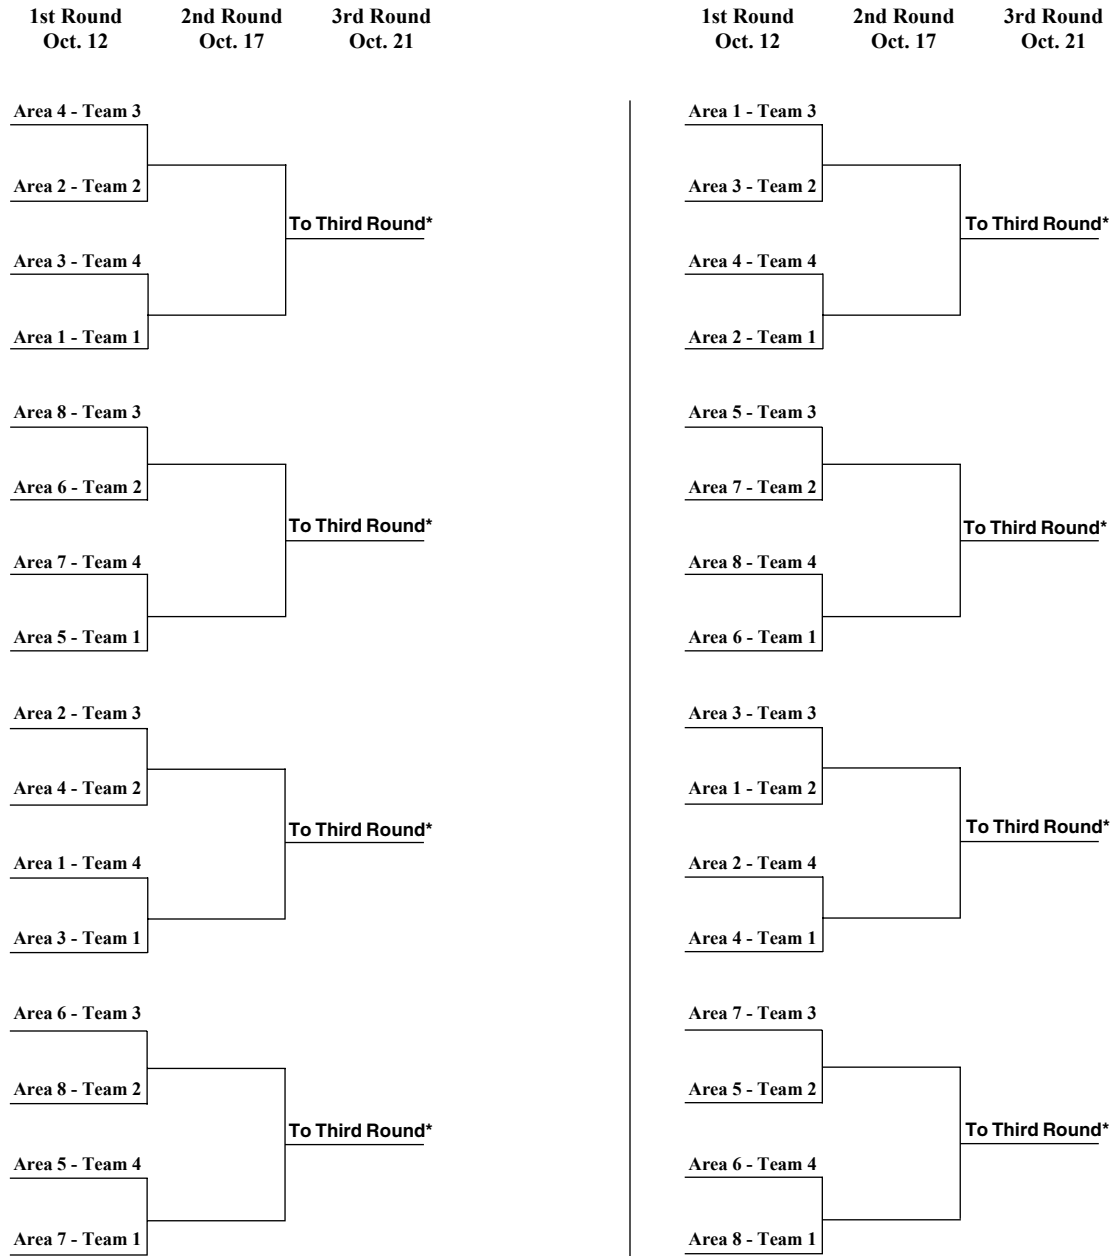 1st Round
Oct. 12
2nd Round
Oct. 17
3rd Round
Oct. 21
Area 4 - Team 3
Area 2 - Team 2
To Third Round*
Area 3 - Team 4
Area 1 - Team 1
Area 8 - Team 3
Area 6 - Team 2
To Third Round*
Area 7 - Team 4
Area 5 - Team 1
Area 2 - Team 3
Area 4 - Team 2
To Third Round*
Area 1 - Team 4
Area 3 - Team 1
Area 6 - Team 3
Area 8 - Team 2
To Third Round*
Area 5 - Team 4
Area 7 - Team 1
1st Round
Oct. 12
2nd Round
Oct. 17
3rd Round
Oct. 21
Area 1 - Team 3
Area 3 - Team 2
To Third Round*
Area 4 - Team 4
Area 2 - Team 1
Area 5 - Team 3
Area 7 - Team 2
To Third Round*
Area 8 - Team 4
Area 6 - Team 1
Area 3 - Team 3
Area 1 - Team 2
To Third Round*
Area 2 - Team 4
Area 4 - Team 1
Area 7 - Team 3
Area 5 - Team 2
To Third Round*
Area 6 - Team 4
Area 8 - Team 1